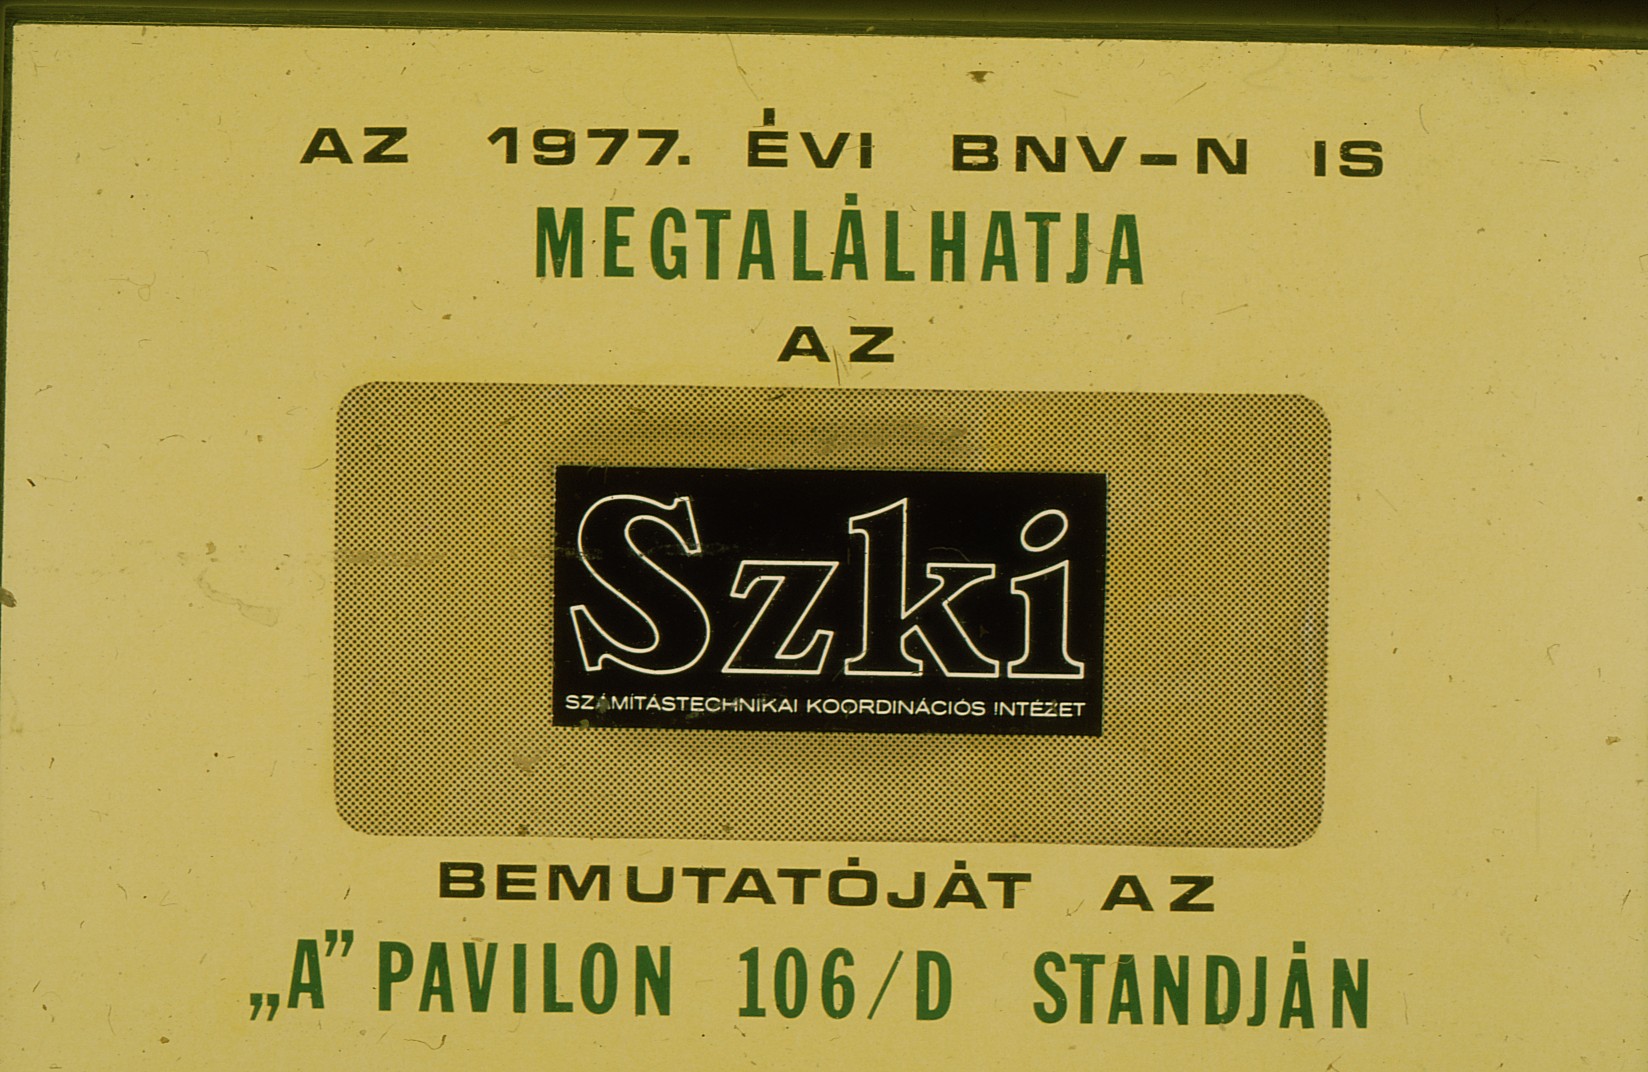 AZ 1977. ÉVI BNV-N IS
MEGTALÁLHATJA
AZ
Szki
SZÁMÍTÁSTECHNIKAI KOORDINÁCIÓS INTÉZET
BEMUTATÓJÁT AZ
„A” PAVILON 106/D STANDJÁN